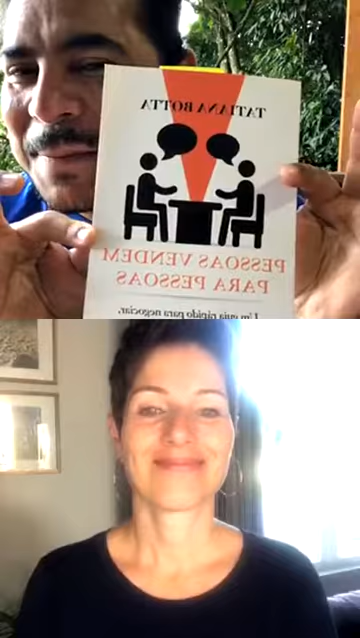 TATIANA BOTTA
PESSOAS VENDEM
PARA PESSOAS
Um guia rápido para negociar,